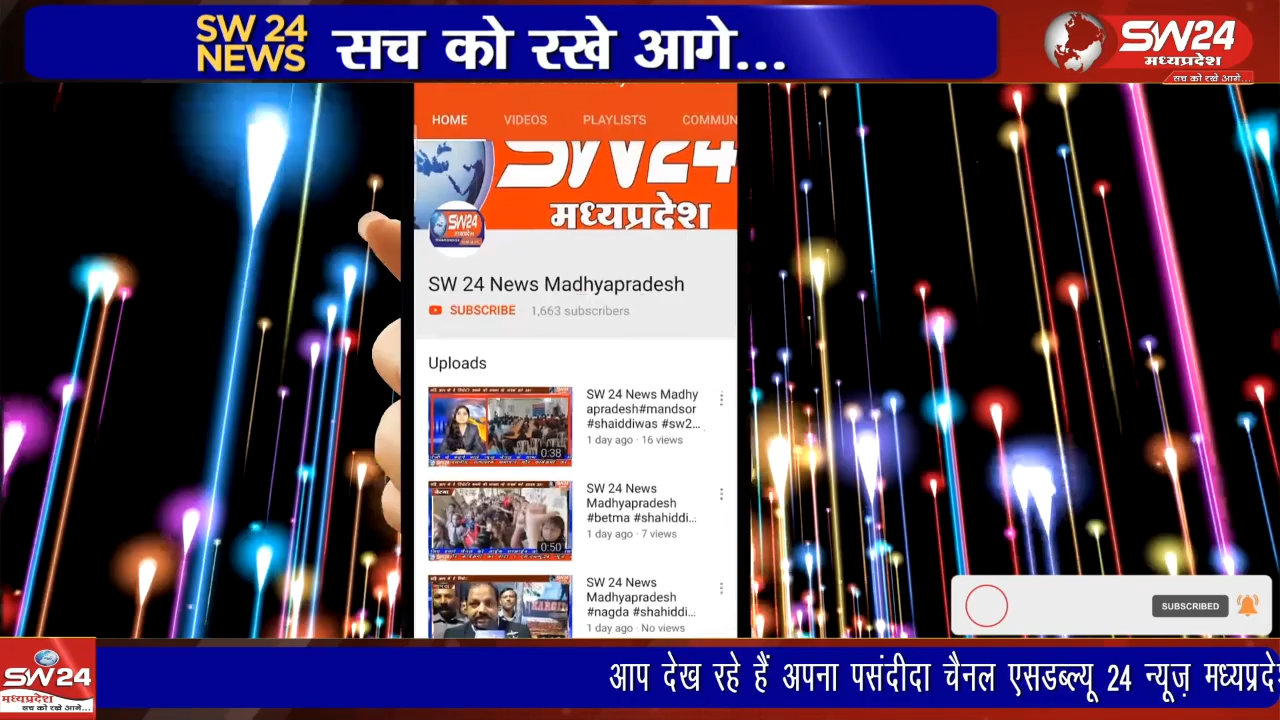 SW 24
NEWS
सच को रखे आगे...
SW24
मध्यप्रदेश
सच को रखे आगे...
HOME VIDEOS PLAYLISTS COMMUN
SW24
मध्यप्रदेश
SW24
SW 24 News Madhyapradesh
SUBSCRIBE 1,663 subscribers
Uploads
SW 24 News Madhy
apradesh#mandsor
#shaiddiwas #sw2...
1 day ago · 16 views
0:38
SW 24 News
Madhyapradesh
#betma #shahiddi...
1 day ago · 7 views
0:50
SW 24 News
Madhyapradesh
#nagda #shahiddi...
1 day ago · No views
SUBSCRIBED
SW24
मध्यप्रदेश
सच को रखे आगे...
आप देख रहे हैं अपना पसंदीदा चैनल एसडब्ल्यू 24 न्यूज़ मध्यप्रदे